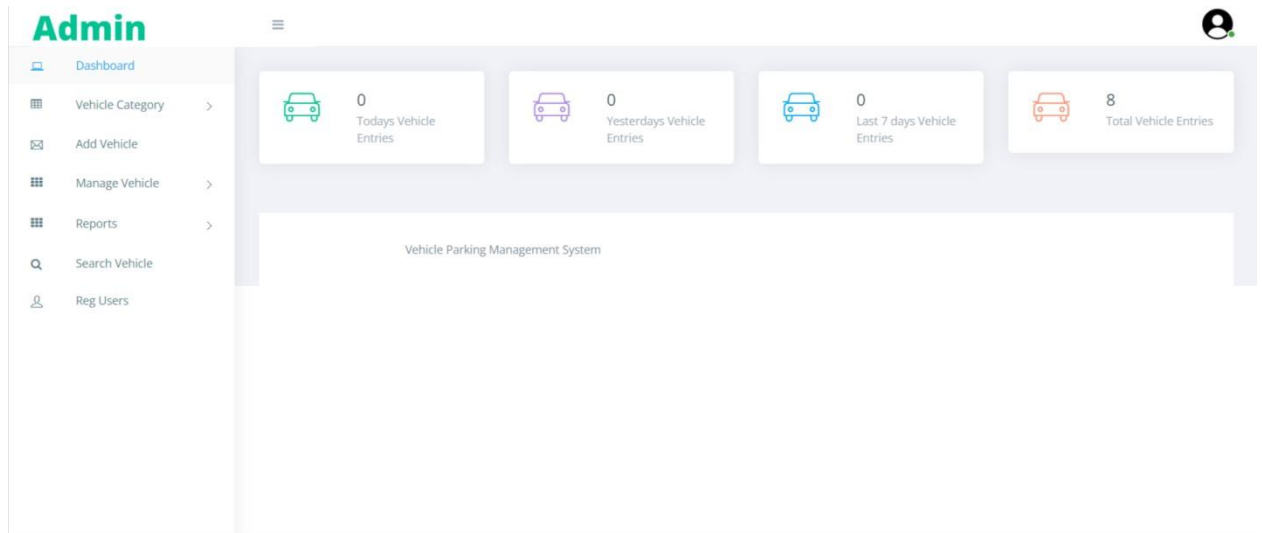 Admin
Dashboard
Vehicle Category
Add Vehicle
Manage Vehicle
Reports
Search Vehicle
Reg Users
0
Todays Vehicle
Entries
0
Yesterdays Vehicle
Entries
0
Last 7 days Vehicle
Entries
8
Total Vehicle Entries
Vehicle Parking Management System